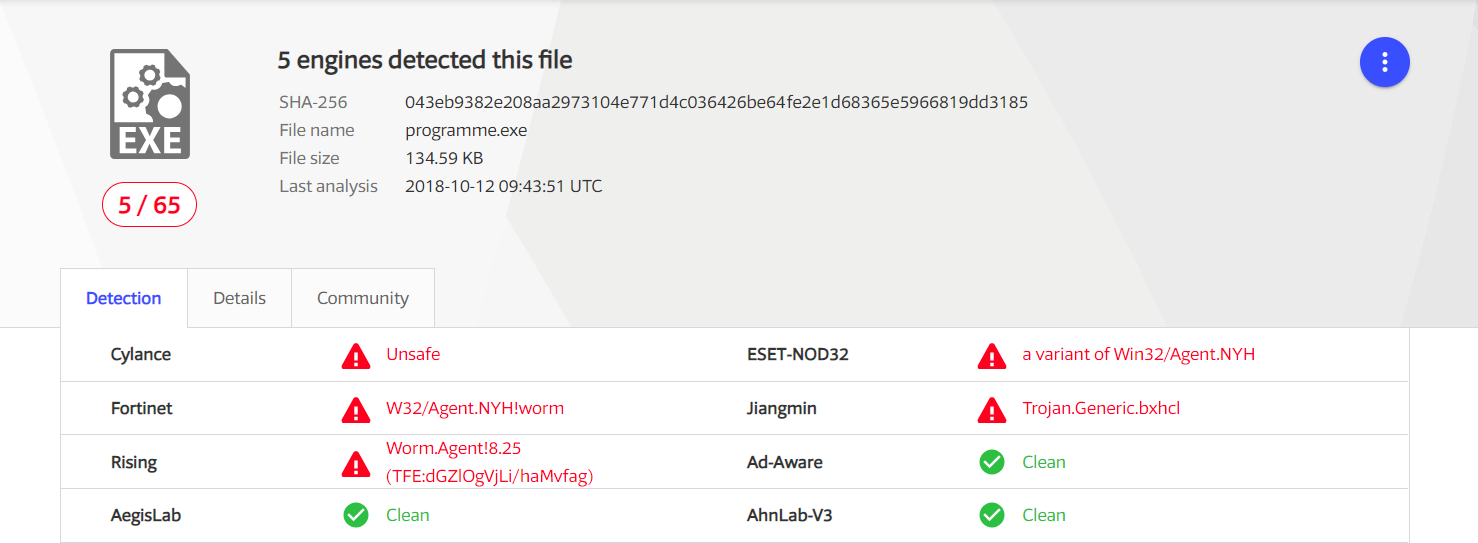 5 engines detected this file
SHA-256 043eb9382e208aa2973104e771d4c036426be64fe2e1d68365e5966819dd3185
File name programme.exe
File size 134.59 KB
Last analysis 2018-10-12 09:43:51 UTC
EXE
5 / 65
Detection Details Community
Cylance Unsafe ESET-NOD32 a variant of Win32/Agent.NYH
Fortinet W32/Agent.NYH!worm Jiangmin Trojan.Generic.bxhcl
Rising Worm.Agent!8.25 (TFE:dGZlOgVjLi/haMvfag) Ad-Aware Clean
AegisLab Clean AhnLab-V3 Clean